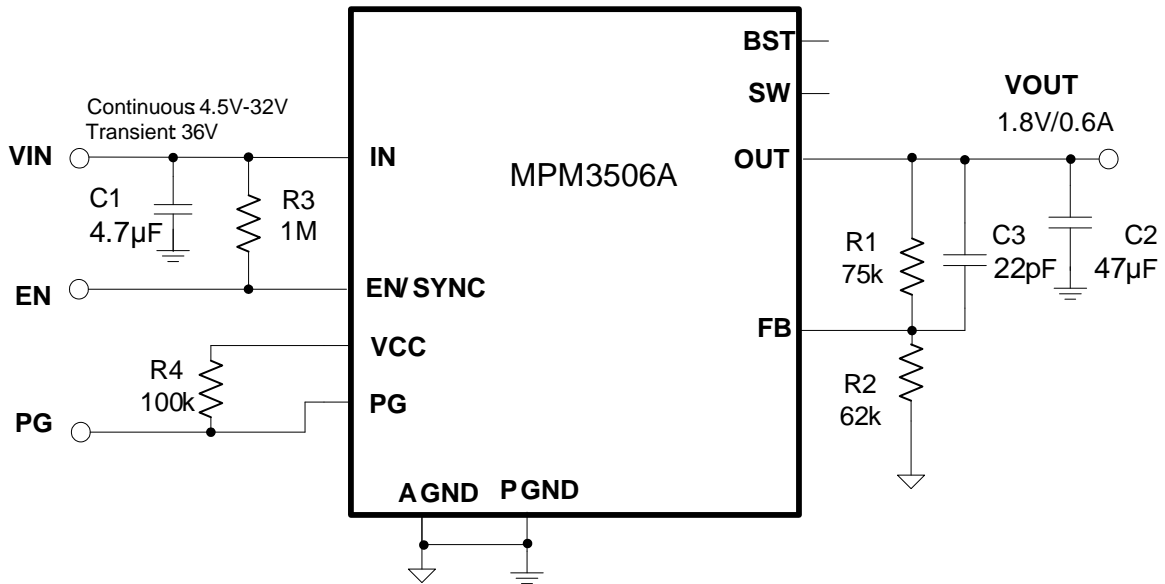 BST
SW
VOUT
1.8V/0.6A
Continuous: 4.5V-32V
Transient: 36V
VIN
IN
MPM3506A
OUT
C1
4.7µF
R3
1M
R1
75k
C3
22pF
C2
47µF
EN
EN/SYNC
FB
VCC
R4
100k
PG
PG
R2
62k
AGND
PGND